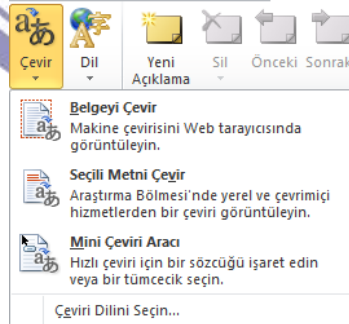 Çevir Dil Yeni Açıklama Sil Önceki Sonrak
Belgeyi Çevir
Makine çevirisini Web tarayıcısında
görüntüleyin.
Seçili Metni Çevir
Araştırma Bölmesi'nde yerel ve çevrimiçi
hizmetlerden bir çeviri görüntüleyin.
Mini Çeviri Aracı
Hızlı çeviri için bir sözcüğü işaret edin
veya bir tümcecik seçin.
Çeviri Dilini Seçin...